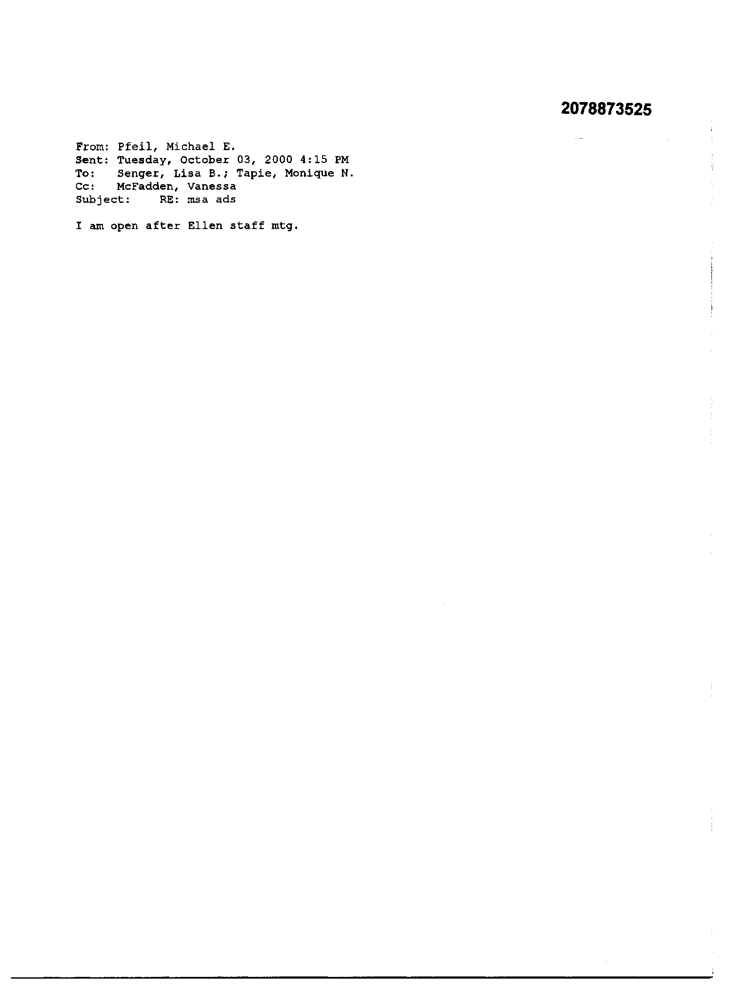 2078873525
From: Pfeil, Michael E.
Sent: Tuesday, October 03, 2000 4:15 PM
To: Senger, Lisa B.; Tapie, Monique N.
Cc: McFadden, Vanessa
Subject: RE: msa ads
I am open after Ellen staff mtg.